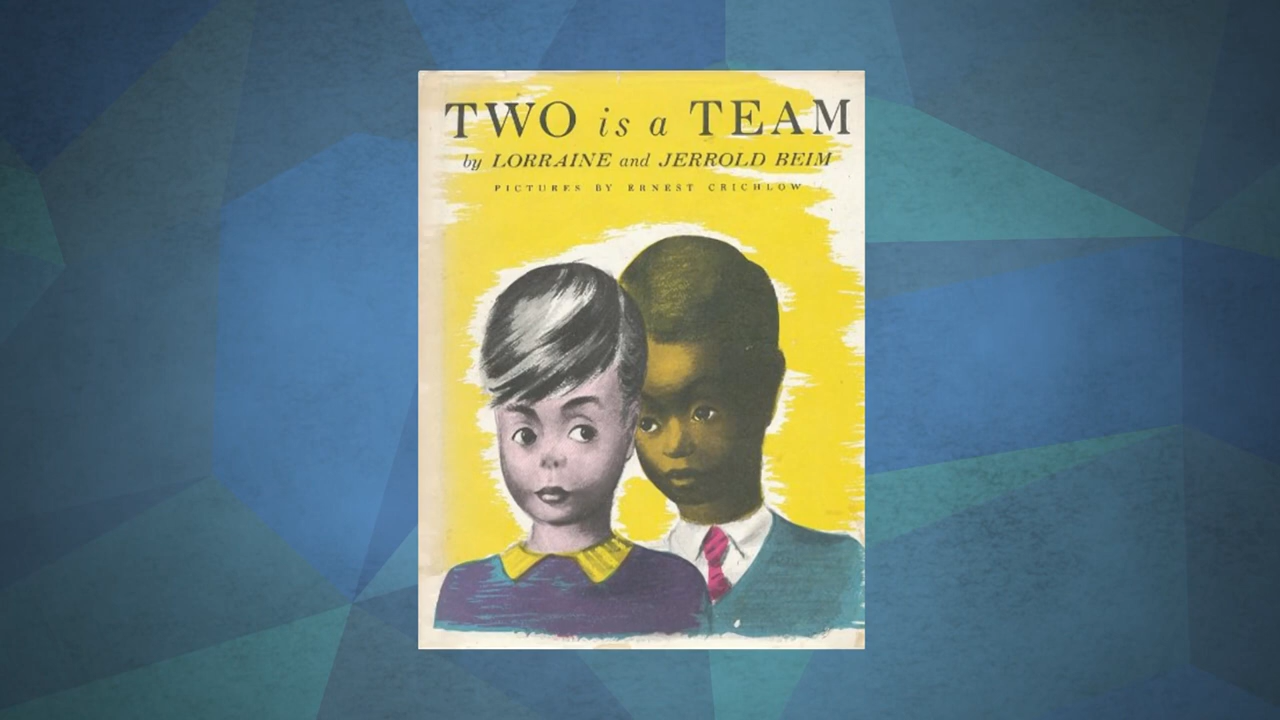 TWO is a TEAM
by LORRAINE and JERROLD BEIM
PICTURES BY ERNEST CRICHLOW